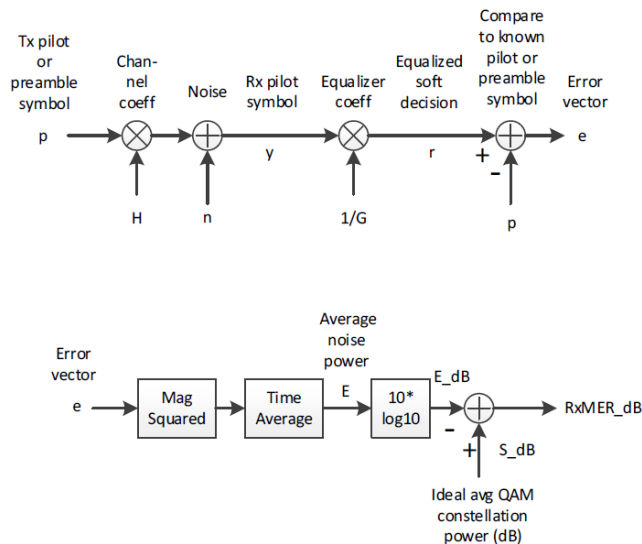 Tx pilot
or
preamble
symbol
p
Chan-
nel
coeff
H
Noise
n
Rx pilot
symbol
y
Equalizer
coeff
1/G
Equalized
soft
decision
r
Compare
to known
pilot or
preamble
symbol
+
-
p
Error
vector
e
Error
vector
e
Mag
Squared
Time
Average
Average
noise
power
E
10*
log10
E_dB
-
+
S_dB
Ideal avg QAM
constellation
power (dB)
RxMER_dB